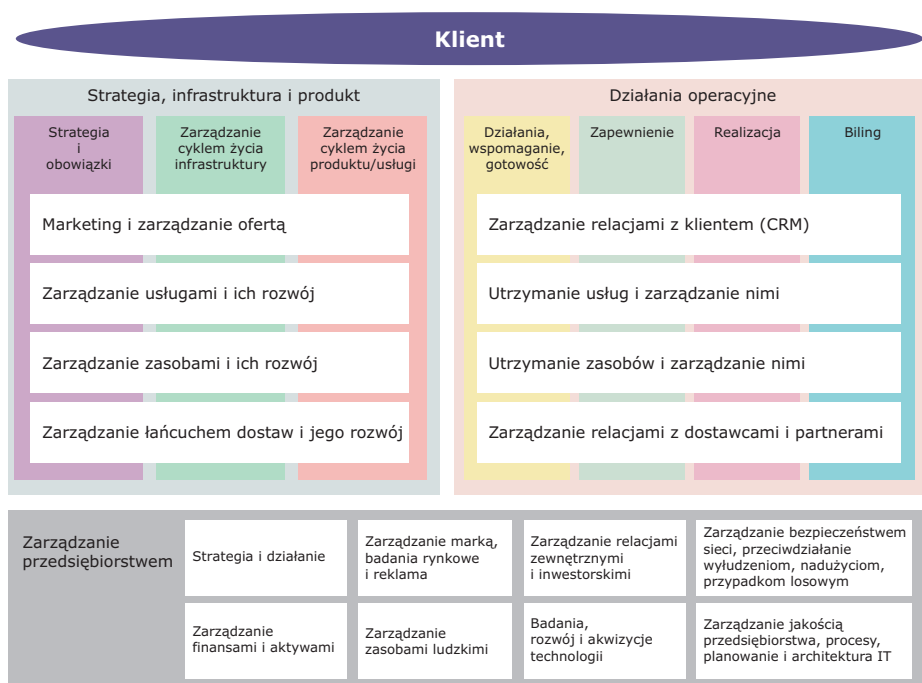 Klient
Strategia, infrastruktura i produkt
Strategia
i
obowiązki
Zarządzanie
cyklem życia
infrastruktury
Zarządzanie
cyklem życia
produktu/usługi
Marketing i zarządzanie ofertą
Zarządzanie usługami i ich rozwój
Zarządzanie zasobami i ich rozwój
Zarządzanie łańcuchem dostaw i jego rozwój
Działania operacyjne
Działania,
wspomaganie,
gotowość
Zapewnienie
Realizacja
Biling
Zarządzanie relacjami z klientem (CRM)
Utrzymanie usług i zarządzanie nimi
Utrzymanie zasobów i zarządzanie nimi
Zarządzanie relacjami z dostawcami i partnerami
Zarządzanie
przedsiębiorstwem
Strategia i działanie
Zarządzanie marką,
badania rynkowe
i reklama
Zarządzanie relacjami
zewnętrznymi
i inwestorskimi
Zarządzanie bezpieczeństwem
sieci, przeciwdziałanie
wyłudzeniom, nadużyciom,
przypadkom losowym
Zarządzanie
finansami i aktywami
Zarządzanie
zasobami ludzkimi
Badania,
rozwój i akwizycje
technologii
Zarządzanie jakością
przedsiębiorstwa, procesy,
planowanie i architektura IT